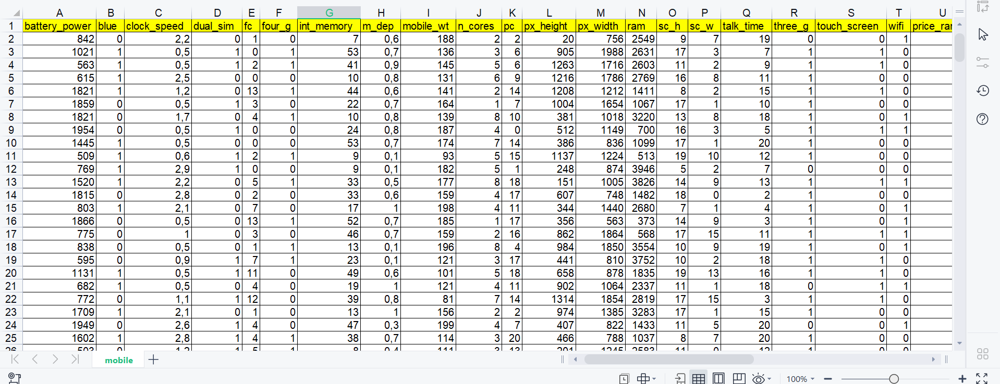 A B C D E F G H I J K L M N O P Q R S T U
1 battery_power blue clock_speed dual_sim fc four_g int_memory m_dep mobile_wt n_cores pc px_height px_width ram sc_h sc_w talk_time three_g touch_screen wifi price_rar
2 842 0 2,2 0 1 0 7 0,6 188 2 2 20 756 2549 9 7 19 0 0 1
3 1021 1 0,5 1 0 1 53 0,7 136 3 6 905 1988 2631 17 3 7 1 1 0
4 563 1 0,5 1 2 1 41 0,9 145 5 6 1263 1716 2603 11 2 9 1 1 0
5 615 1 2,5 0 0 0 10 0,8 131 6 9 1216 1786 2769 16 8 11 1 0 0
6 1821 1 1,2 0 13 1 44 0,6 141 2 14 1208 1212 1411 8 2 15 1 1 0
7 1859 0 0,5 1 3 0 22 0,7 164 1 7 1004 1654 1067 17 1 10 1 0 0
8 1821 0 1,7 0 4 1 10 0,8 139 8 10 381 1018 3220 13 8 18 1 0 1
9 1954 0 0,5 1 0 0 24 0,8 187 4 0 512 1149 700 16 3 5 1 1 1
10 1445 1 0,5 0 0 0 53 0,7 174 7 14 386 836 1099 17 1 20 1 0 0
11 509 1 0,6 1 2 1 9 0,1 93 5 15 1137 1224 513 19 10 12 1 0 0
12 769 1 2,9 1 0 0 9 0,1 182 5 1 248 874 3946 5 2 7 0 0 0
13 1520 1 2,2 0 5 1 33 0,5 177 8 18 151 1005 3826 14 9 13 1 1 1
14 1815 0 2,8 0 2 0 33 0,6 159 4 17 607 748 1482 18 0 2 1 0 0
15 803 1 2,1 0 7 0 17 1 198 4 11 344 1440 2680 7 1 4 1 0 1
16 1866 0 0,5 0 13 1 52 0,7 185 1 17 356 563 373 14 9 3 1 0 1
17 775 0 1 0 3 0 46 0,7 159 2 16 862 1864 568 17 15 11 1 1 1
18 838 0 0,5 0 1 1 13 0,1 196 8 4 984 1850 3554 10 9 19 1 0 1
19 595 0 0,9 1 7 1 23 0,1 121 3 17 441 810 3752 10 2 18 1 1 0
20 1131 1 0,5 1 11 0 49 0,6 101 5 18 658 878 1835 19 13 16 1 1 0
21 682 1 0,5 0 4 0 19 1 121 4 11 902 1064 2337 11 1 18 0 1 1
22 772 0 1,1 1 12 0 39 0,8 81 7 14 1314 1854 2819 17 15 3 1 1 0
23 1709 1 2,1 0 1 0 13 1 156 2 2 974 1385 3283 17 1 15 1 0 0
24 1949 0 2,6 1 4 0 47 0,3 199 4 7 407 822 1433 11 5 20 0 0 1
25 1602 1 2,8 1 4 1 38 0,7 114 3 20 466 788 1037 8 7 20 1 0 0
mobile
100%